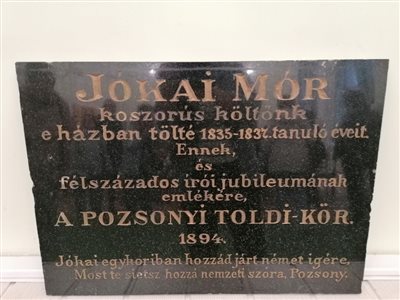 JÓKAI MÓR
koszorús költőnk
e házban tölté 1835-1837. tanuló éveit.
Ennek,
és
félszázados írói jubileumának
emlékére,
A POZSONYI TOLDI-KÖR.
1894.
Jókai egykoriban hozzád járt német igére,
Most te sietsz hozzá nemzeti szóra, Pozsony.